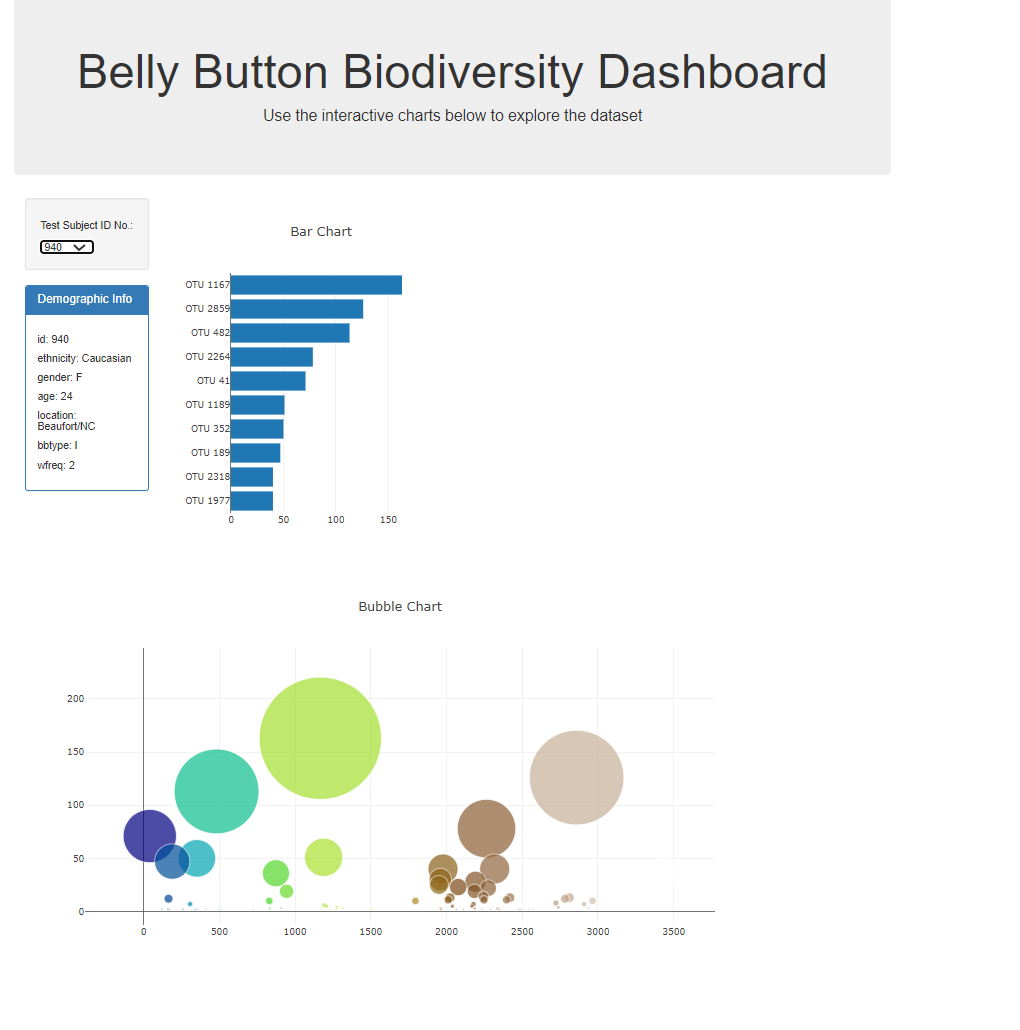 Belly Button Biodiversity Dashboard
Use the interactive charts below to explore the dataset
Test Subject ID No.:
940
Demographic Info
id: 940
ethnicity: Caucasian
gender: F
age: 24
location:
Beaufort/NC
bbtype: I
wfreq: 2
Bar Chart
OTU 1167
OTU 2859
OTU 482
OTU 2264
OTU 41
OTU 1189
OTU 352
OTU 189
OTU 2318
OTU 1977
0 50 100 150
Bubble Chart
200
150
100
50
0
0 500 1000 1500 2000 2500 3000 3500